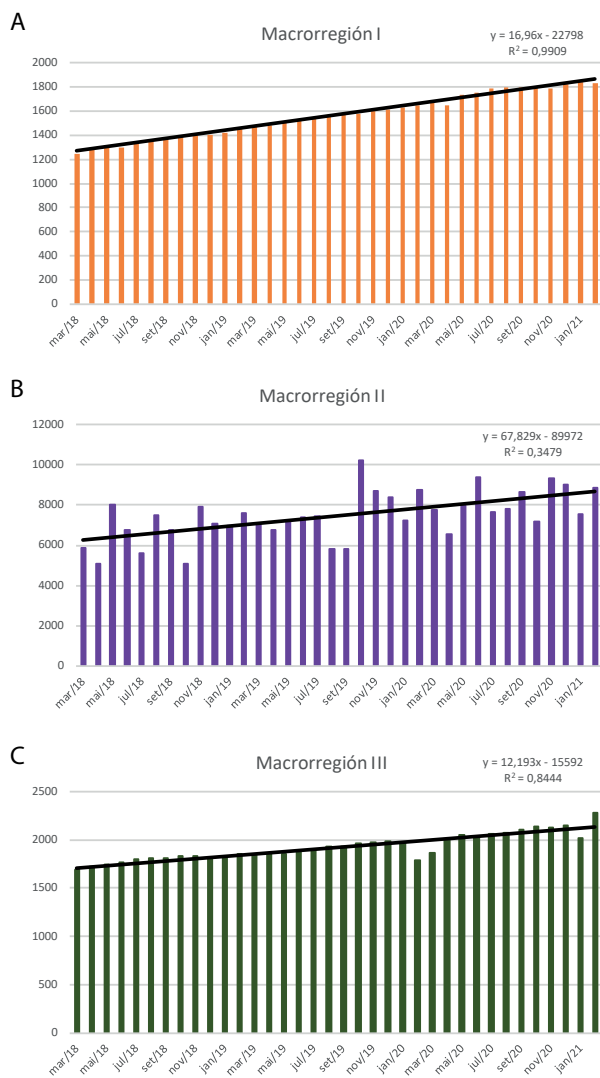 A
Macrorregión I
y = 16,96x - 22798
R² = 0,9909
2000
1800
1600
1400
1200
1000
800
600
400
200
0
mar/18 mai/18 jul/18 set/18 nov/18 jan/19 mar/19 mai/19 jul/19 set/19 nov/19 jan/20 mar/20 mai/20 jul/20 set/20 nov/20 jan/21
B
Macrorregión II
y = 67,829x - 89972
R² = 0,3479
12000
10000
8000
6000
4000
2000
0
mar/18 mai/18 jul/18 set/18 nov/18 jan/19 mar/19 mai/19 jul/19 set/19 nov/19 jan/20 mar/20 mai/20 jul/20 set/20 nov/20 jan/21
C
Macrorregión III
y = 12,193x - 15592
R² = 0,8444
2500
2000
1500
1000
500
0
mar/18 mai/18 jul/18 set/18 nov/18 jan/19 mar/19 mai/19 jul/19 set/19 nov/19 jan/20 mar/20 mai/20 jul/20 set/20 nov/20 jan/21